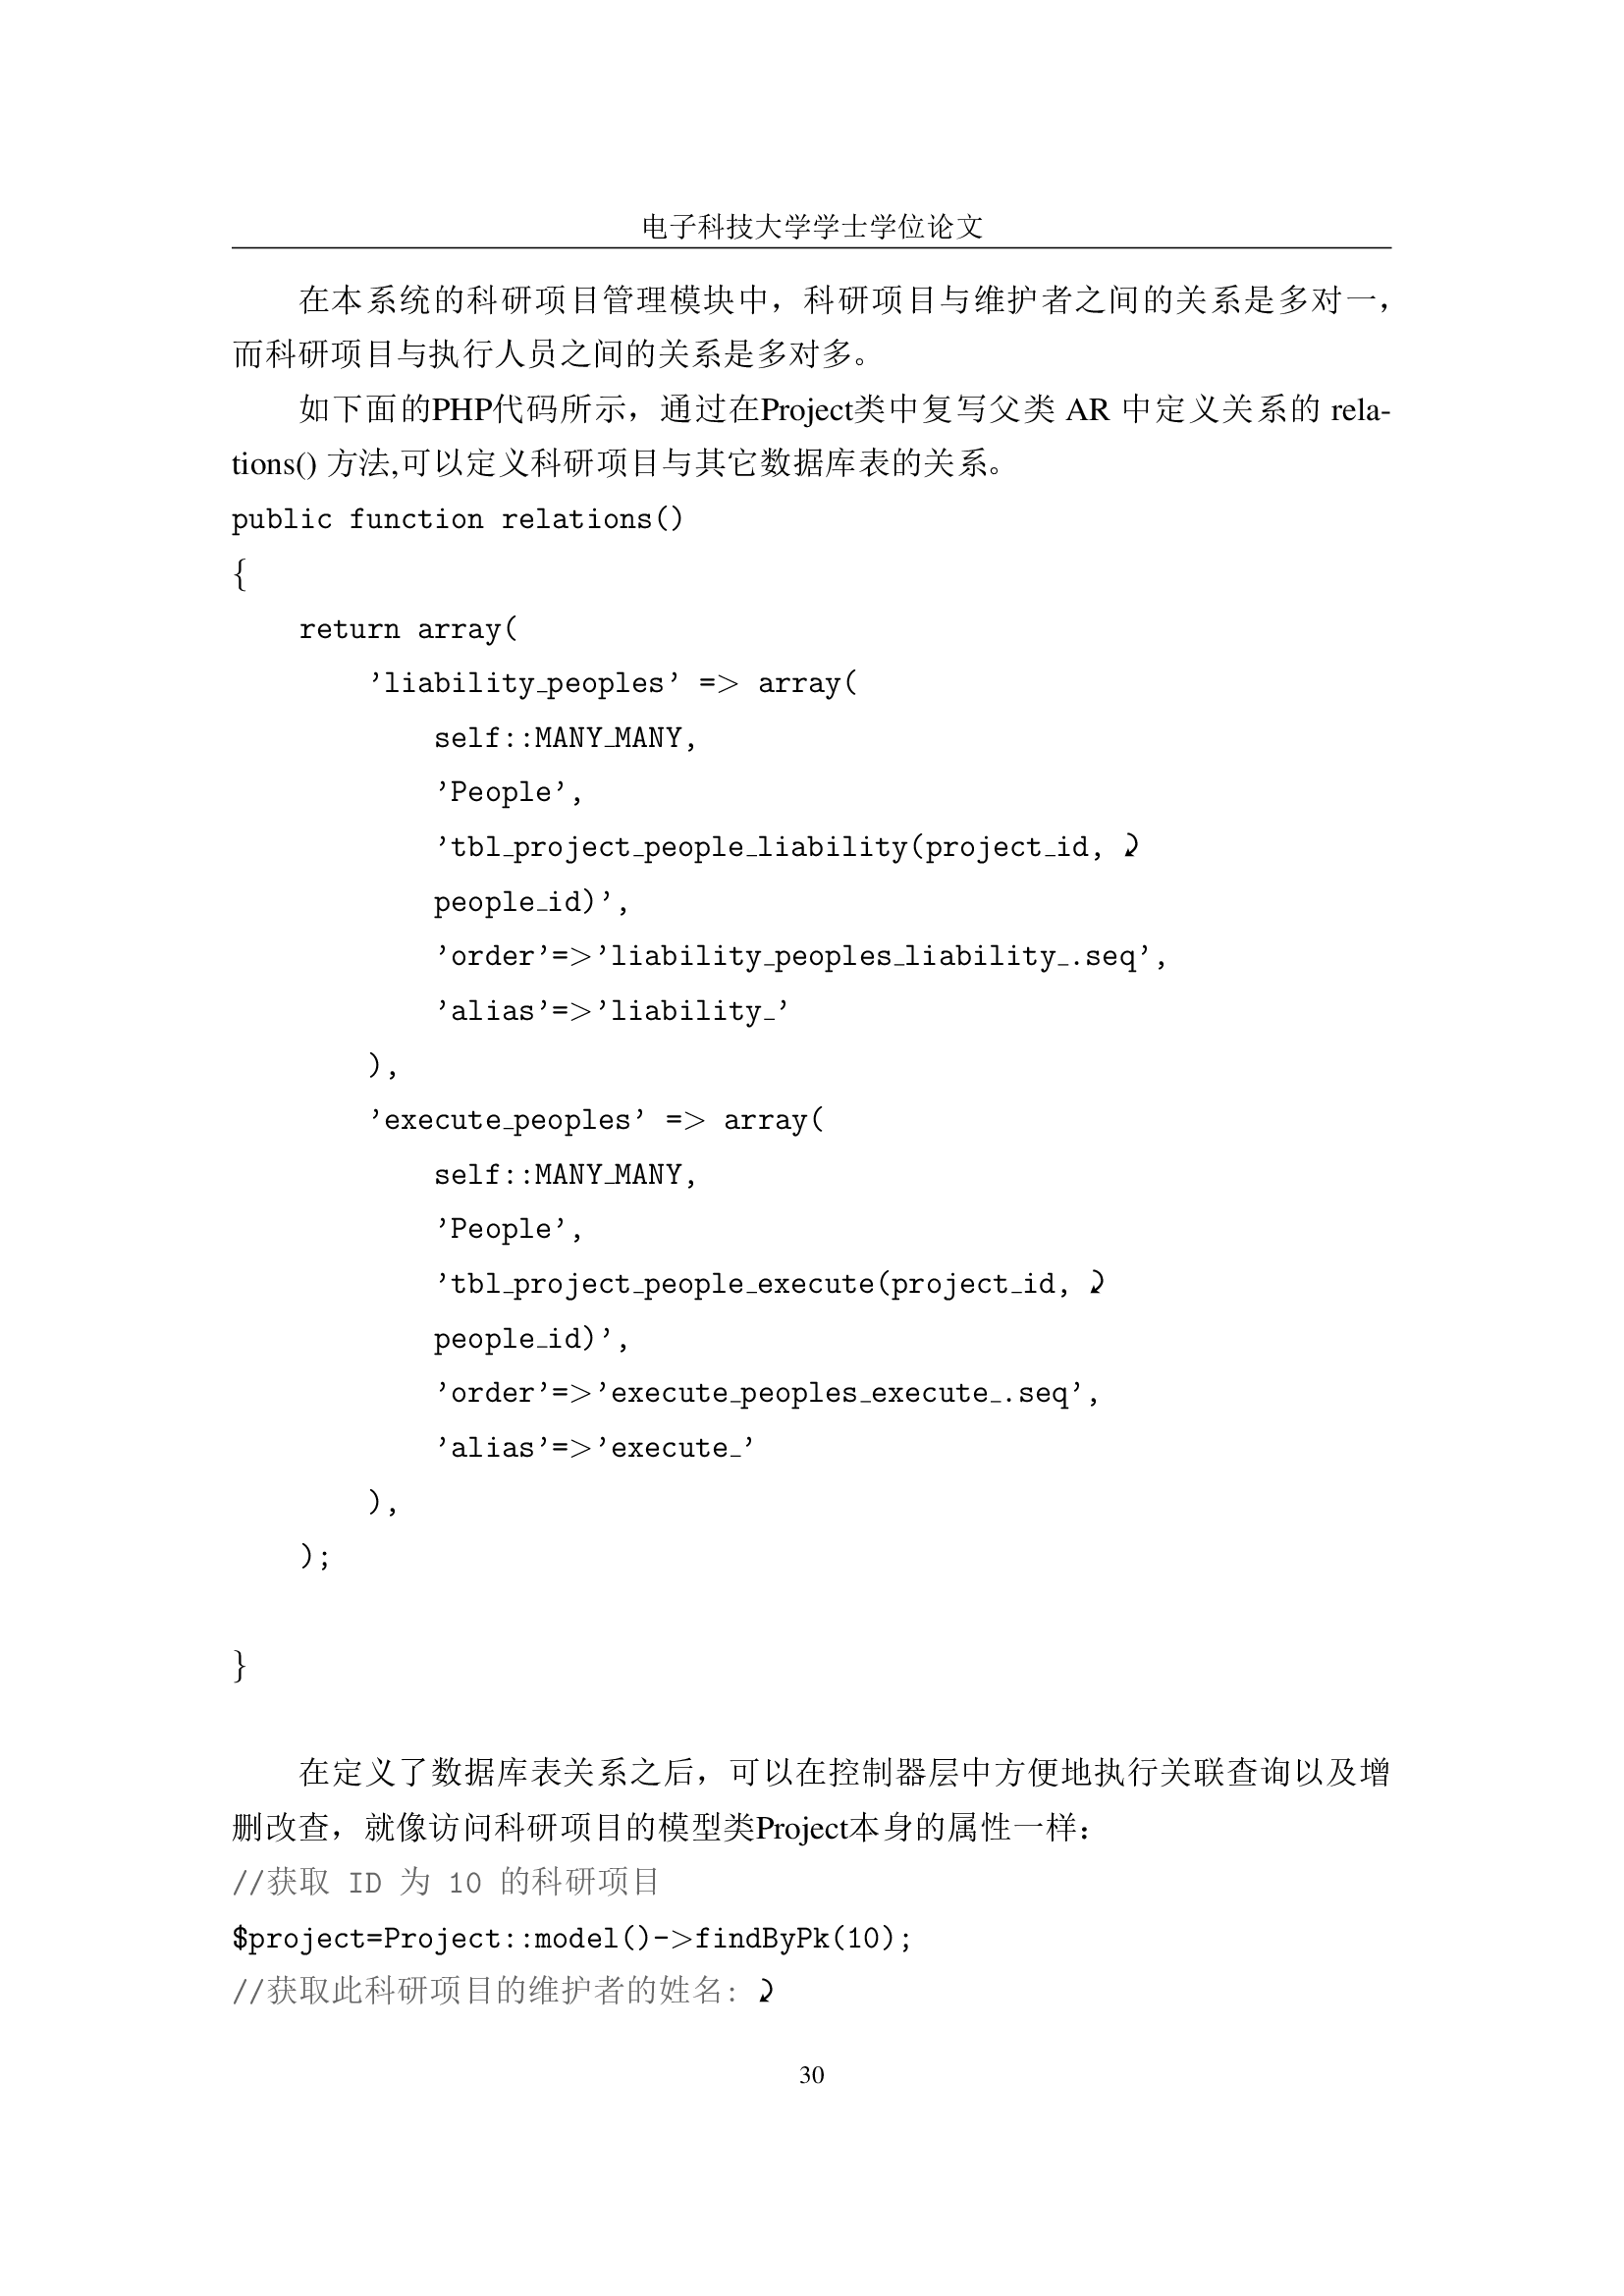 电子科技大学学士学位论文
在本系统的科研项目管理模块中，科研项目与维护者之间的关系是多对一，
而科研项目与执行人员之间的关系是多对多。
如下面的PHP代码所示，通过在Project类中复写父类 AR 中定义关系的 rela-
tions() 方法,可以定义科研项目与其它数据库表的关系。
public function relations()
{
    return array(
        'liability_peoples' => array(
            self::MANY_MANY,
            'People',
            'tbl_project_people_liability(project_id, ⤸
            people_id)',
            'order'=>'liability_peoples_liability_.seq',
            'alias'=>'liability_'
        ),
        'execute_peoples' => array(
            self::MANY_MANY,
            'People',
            'tbl_project_people_execute(project_id, ⤸
            people_id)',
            'order'=>'execute_peoples_execute_.seq',
            'alias'=>'execute_'
        ),
    );
}
在定义了数据库表关系之后，可以在控制器层中方便地执行关联查询以及增
删改查，就像访问科研项目的模型类Project本身的属性一样：
//获取 ID 为 10 的科研项目
$project=Project::model()->findByPk(10);
//获取此科研项目的维护者的姓名: ⤸
30